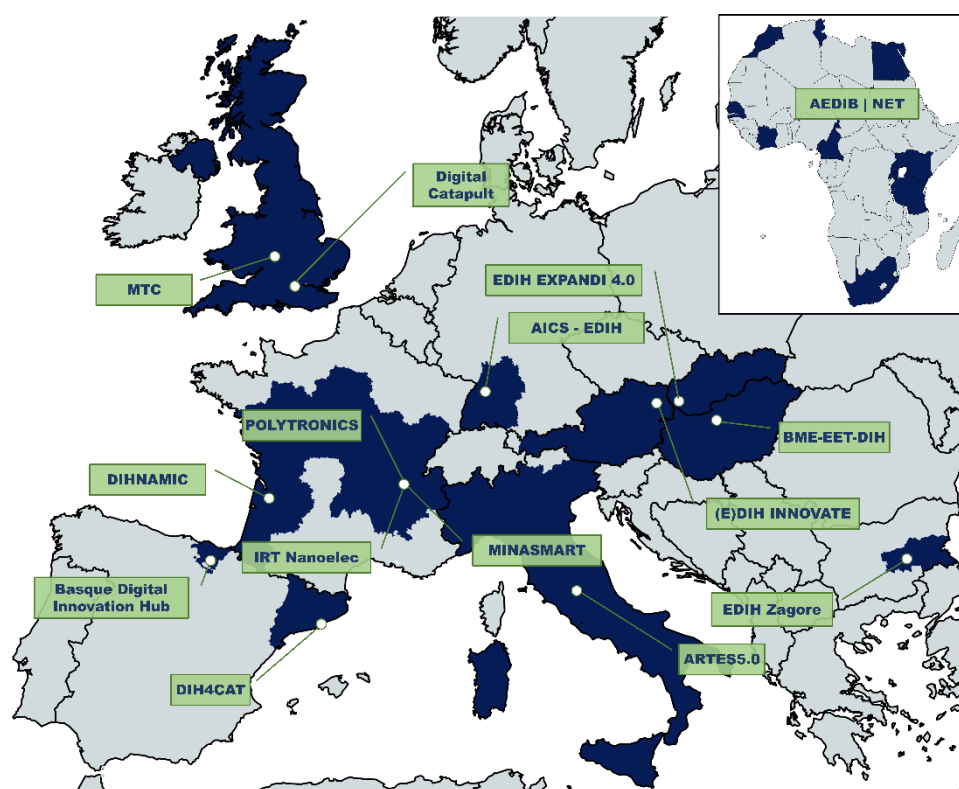 AEDIB | NET
Digital
Catapult
MTC
EDIH EXPANDI 4.0
AICS - EDIH
POLYTRONICS
BME-EET-DIH
DIHNAMIC
(E)DIH INNOVATE
IRT Nanoelec
MINASMART
Basque Digital
Innovation Hub
EDIH Zagore
ARTES5.0
DIH4CAT